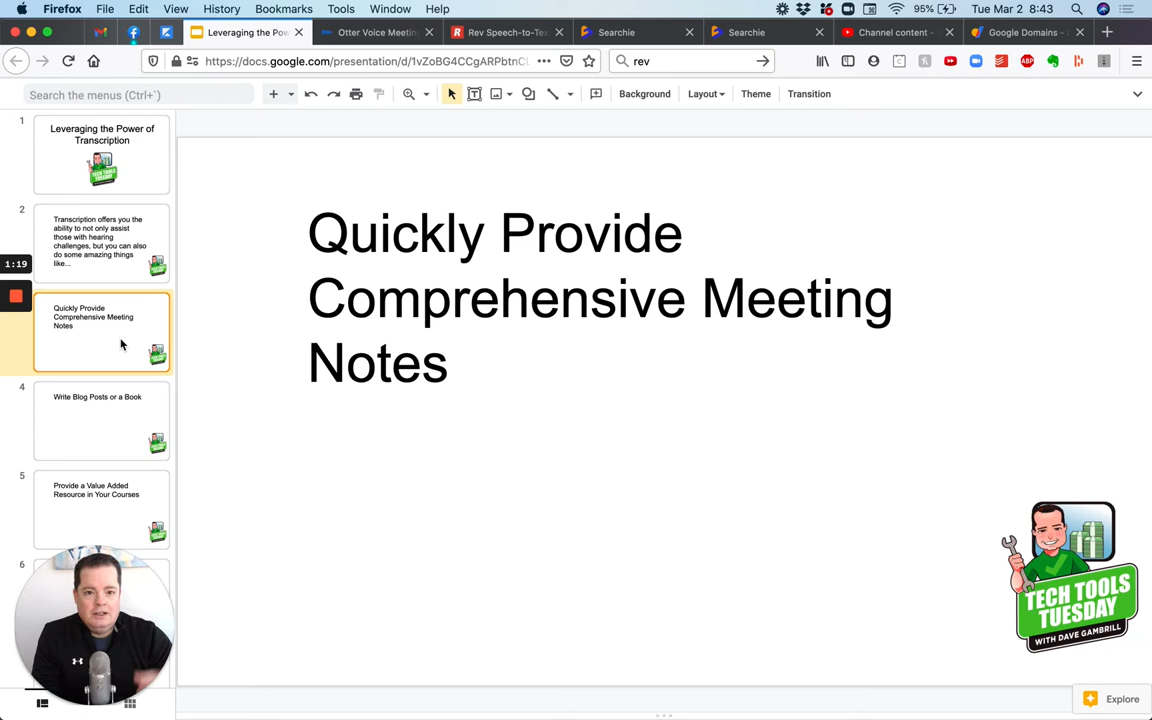 Firefox File Edit View History Bookmarks Tools Window Help 95% Tue Mar 2 8:43
Leveraging the Pow Otter Voice Meeting Rev Speech-to-Tex Searchie Searchie Channel content - Google Domains -
https://docs.google.com/presentation/d/1vZoBG4CCgARPbtnCL rev
Search the menus (Ctrl+`) Background Layout Theme Transition
1
Leveraging the Power of
Transcription
2
Transcription offers you the
ability to not only assist
those with hearing
challenges, but you can also
do some amazing things
like...
1:19
Quickly Provide
Comprehensive Meeting
Notes
4
Write Blog Posts or a Book
5
Provide a Value Added
Resource in Your Courses
6
Quickly Provide
Comprehensive Meeting
Notes
TECH TOOLS
TUESDAY
WITH DAVE GAMBRILL
Explore